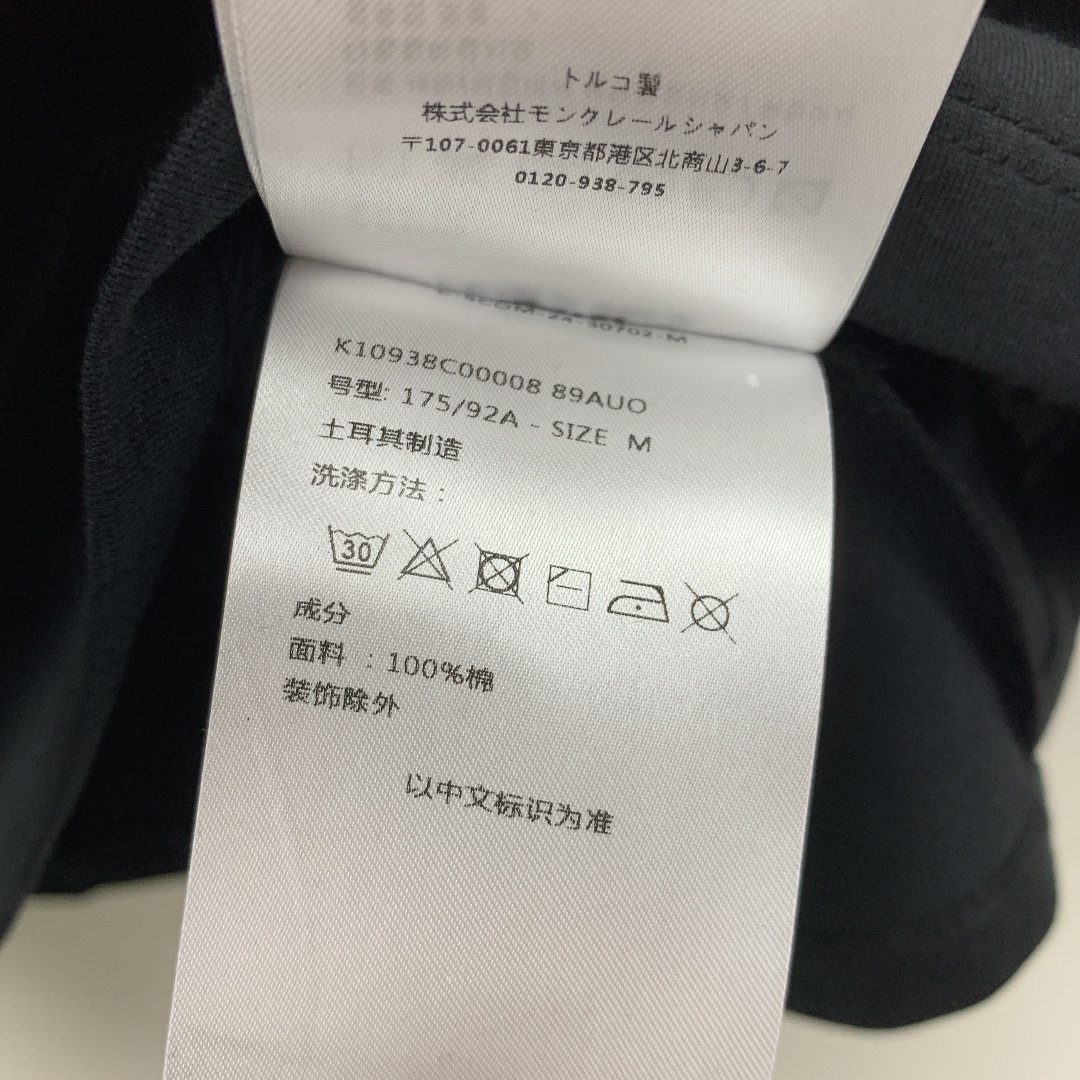 トルコ製
株式会社モンクレールジャパン
〒107-0061東京都港区北商山3-6-7
0120-938-795
30702-M
K10938C00008 89AUO
号型: 175/92A - SIZE M
土耳其制造
洗涤方法：
30
成分
面料 : 100%棉
装饰除外
以中文标识为准